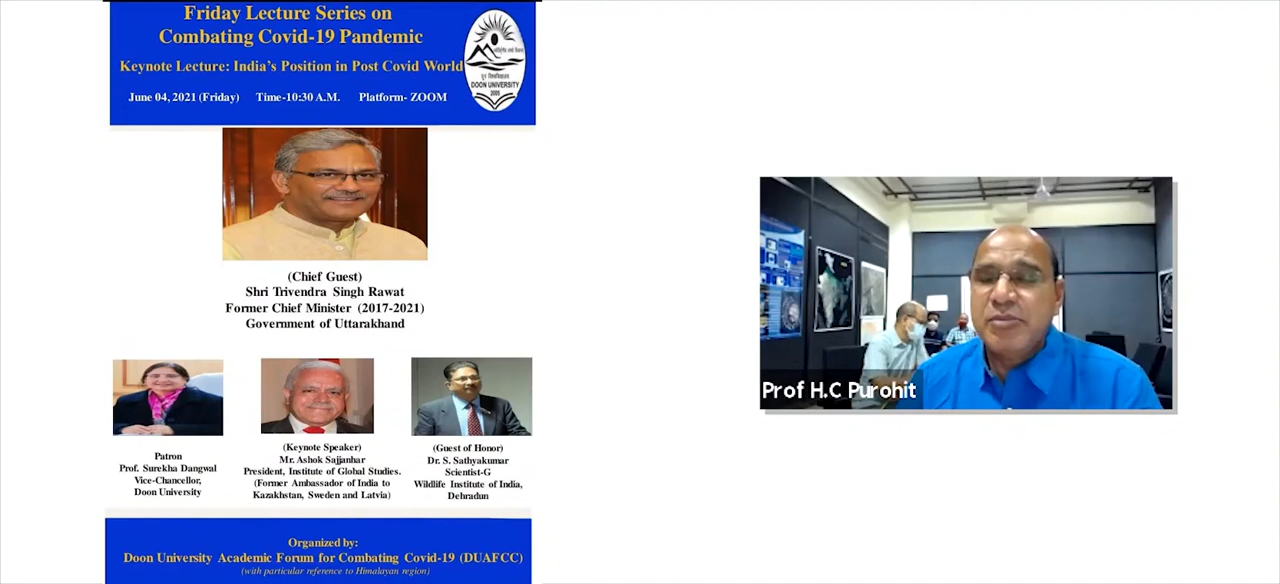 Friday Lecture Series on
Combating Covid-19 Pandemic
Keynote Lecture: India's Position in Post Covid World
June 04, 2021 (Friday) Time-10:30 A.M. Platform- ZOOM
DOON UNIVERSITY
2005
(Chief Guest)
Shri Trivendra Singh Rawat
Former Chief Minister (2017-2021)
Government of Uttarakhand
Patron
Prof. Surekha Dangwal
Vice-Chancellor,
Doon University
(Keynote Speaker)
Mr. Ashok Sajjanhar
President, Institute of Global Studies.
(Former Ambassador of India to
Kazakhstan, Sweden and Latvia)
(Guest of Honor)
Dr. S. Sathyakumar
Scientist-G
Wildlife Institute of India,
Dehradun
Organized by:
Doon University Academic Forum for Combating Covid-19 (DUAFCC)
(with particular reference to Himalayan region)
Prof H.C Purohit